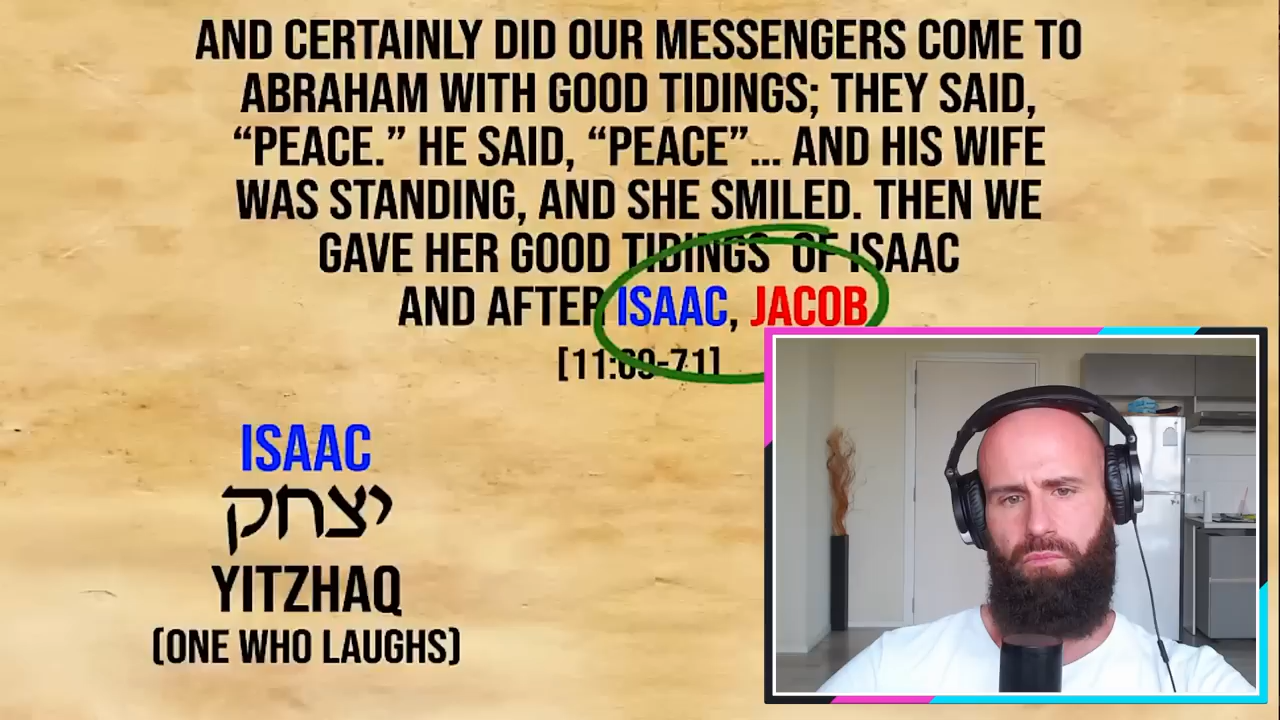 AND CERTAINLY DID OUR MESSENGERS COME TO
ABRAHAM WITH GOOD TIDINGS; THEY SAID,
“PEACE.” HE SAID, “PEACE”... AND HIS WIFE
WAS STANDING, AND SHE SMILED. THEN WE
GAVE HER GOOD TIDINGS OF ISAAC
AND AFTER ISAAC, JACOB
[11:69-71]
ISAAC
יצחק
YITZHAQ
(ONE WHO LAUGHS)